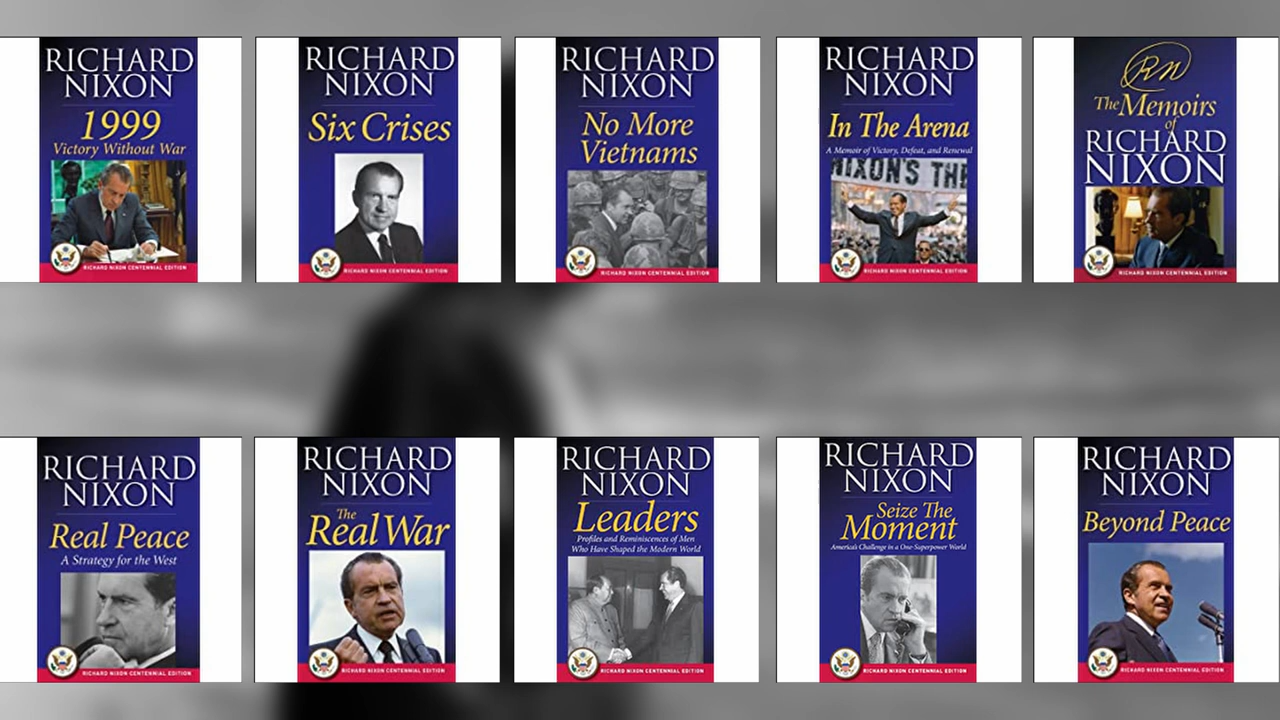 RICHARD
NIXON
1999
Victory Without War
RICHARD NIXON CENTENNIAL EDITION
RICHARD
NIXON
Six Crises
RICHARD NIXON CENTENNIAL EDITION
RICHARD
NIXON
No More
Vietnams
RICHARD NIXON CENTENNIAL EDITION
RICHARD
NIXON
In The Arena
A Memoir of Victory, Defeat, and Renewal
NIXON'S THE
RICHARD NIXON CENTENNIAL EDITION
RN
The Memoirs
of
RICHARD
NIXON
RICHARD NIXON CENTENNIAL EDITION
RICHARD
NIXON
Real Peace
A Strategy for the West
RICHARD NIXON CENTENNIAL EDITION
RICHARD
NIXON
The
Real War
RICHARD NIXON CENTENNIAL EDITION
RICHARD
NIXON
Leaders
Profiles and Reminiscences of Men
Who Have Shaped the Modern World
RICHARD NIXON CENTENNIAL EDITION
RICHARD
NIXON
Seize The
Moment
America's Challenge in a One-Superpower World
RICHARD NIXON CENTENNIAL EDITION
RICHARD
NIXON
Beyond Peace
RICHARD NIXON CENTENNIAL EDITION